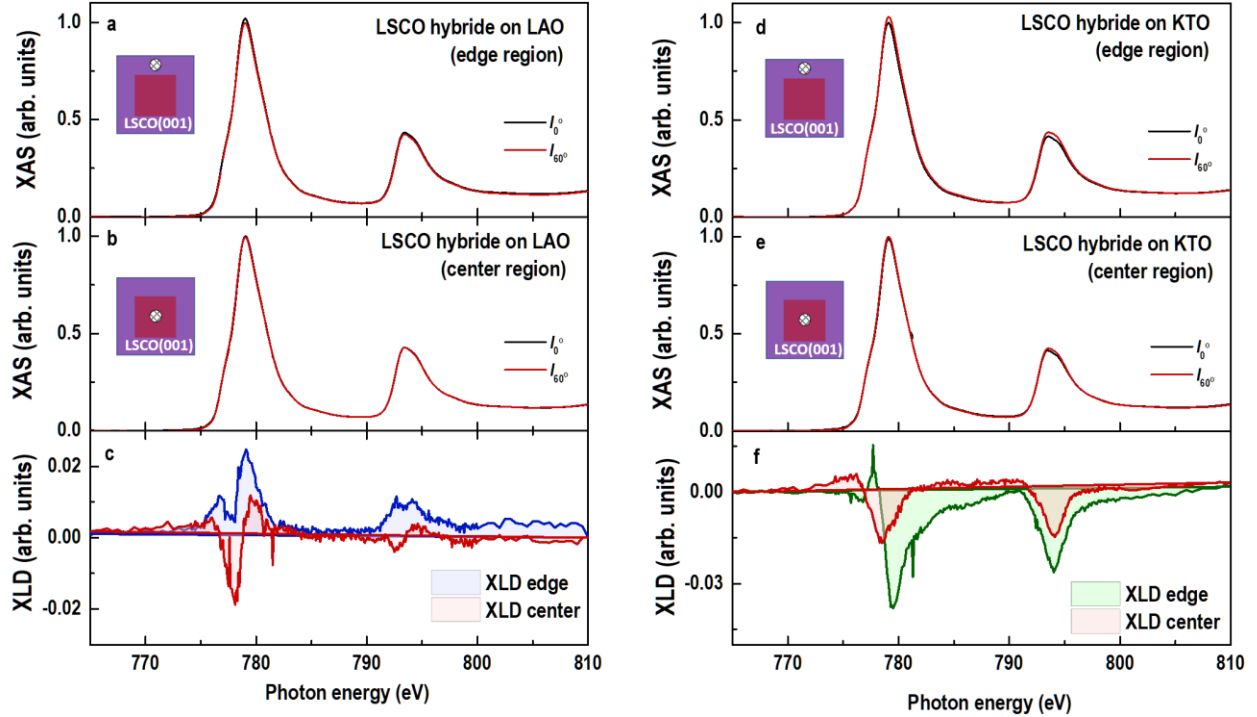 a
LSCO hybride on LAO
(edge region)
LSCO(001)
I0°
I60°
XAS (arb. units)
1.0
0.5
0.0
b
LSCO hybride on LAO
(center region)
LSCO(001)
I0°
I60°
XAS (arb. units)
1.0
0.5
0.0
c
XLD edge
XLD center
XLD (arb. units)
0.02
0.00
-0.02
770 780 790 800 810
Photon energy (eV)
d
LSCO hybride on KTO
(edge region)
LSCO(001)
I0°
I60°
XAS (arb. units)
1.0
0.5
0.0
e
LSCO hybride on KTO
(center region)
LSCO(001)
I0°
I60°
XAS (arb. units)
1.0
0.5
0.0
f
XLD edge
XLD center
XLD (arb. units)
0.00
-0.03
770 780 790 800 810
Photon energy (eV)